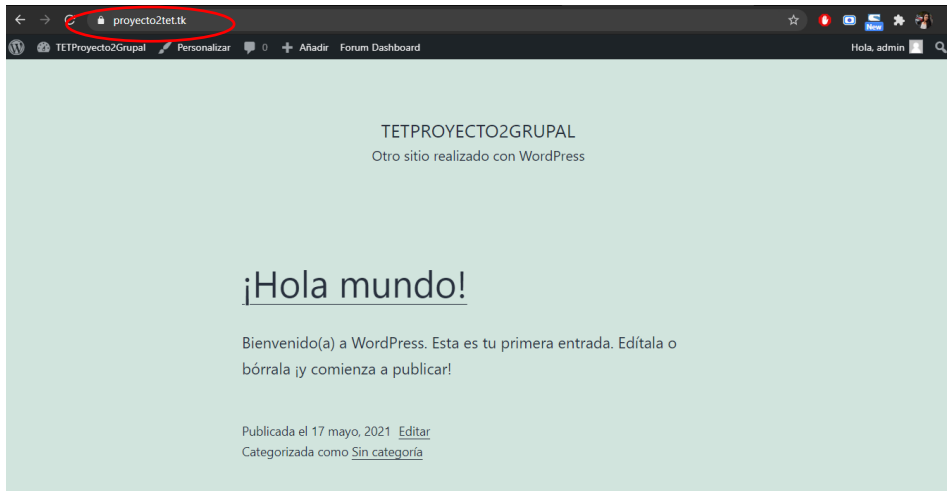 proyecto2tet.tk
New
TETProyecto2Grupal Personalizar 0 Añadir Forum Dashboard Hola, admin
TETPROYECTO2GRUPAL
Otro sitio realizado con WordPress
¡Hola mundo!
Bienvenido(a) a WordPress. Esta es tu primera entrada. Edítala o
bórrala ¡y comienza a publicar!
Publicada el 17 mayo, 2021 Editar
Categorizada como Sin categoría